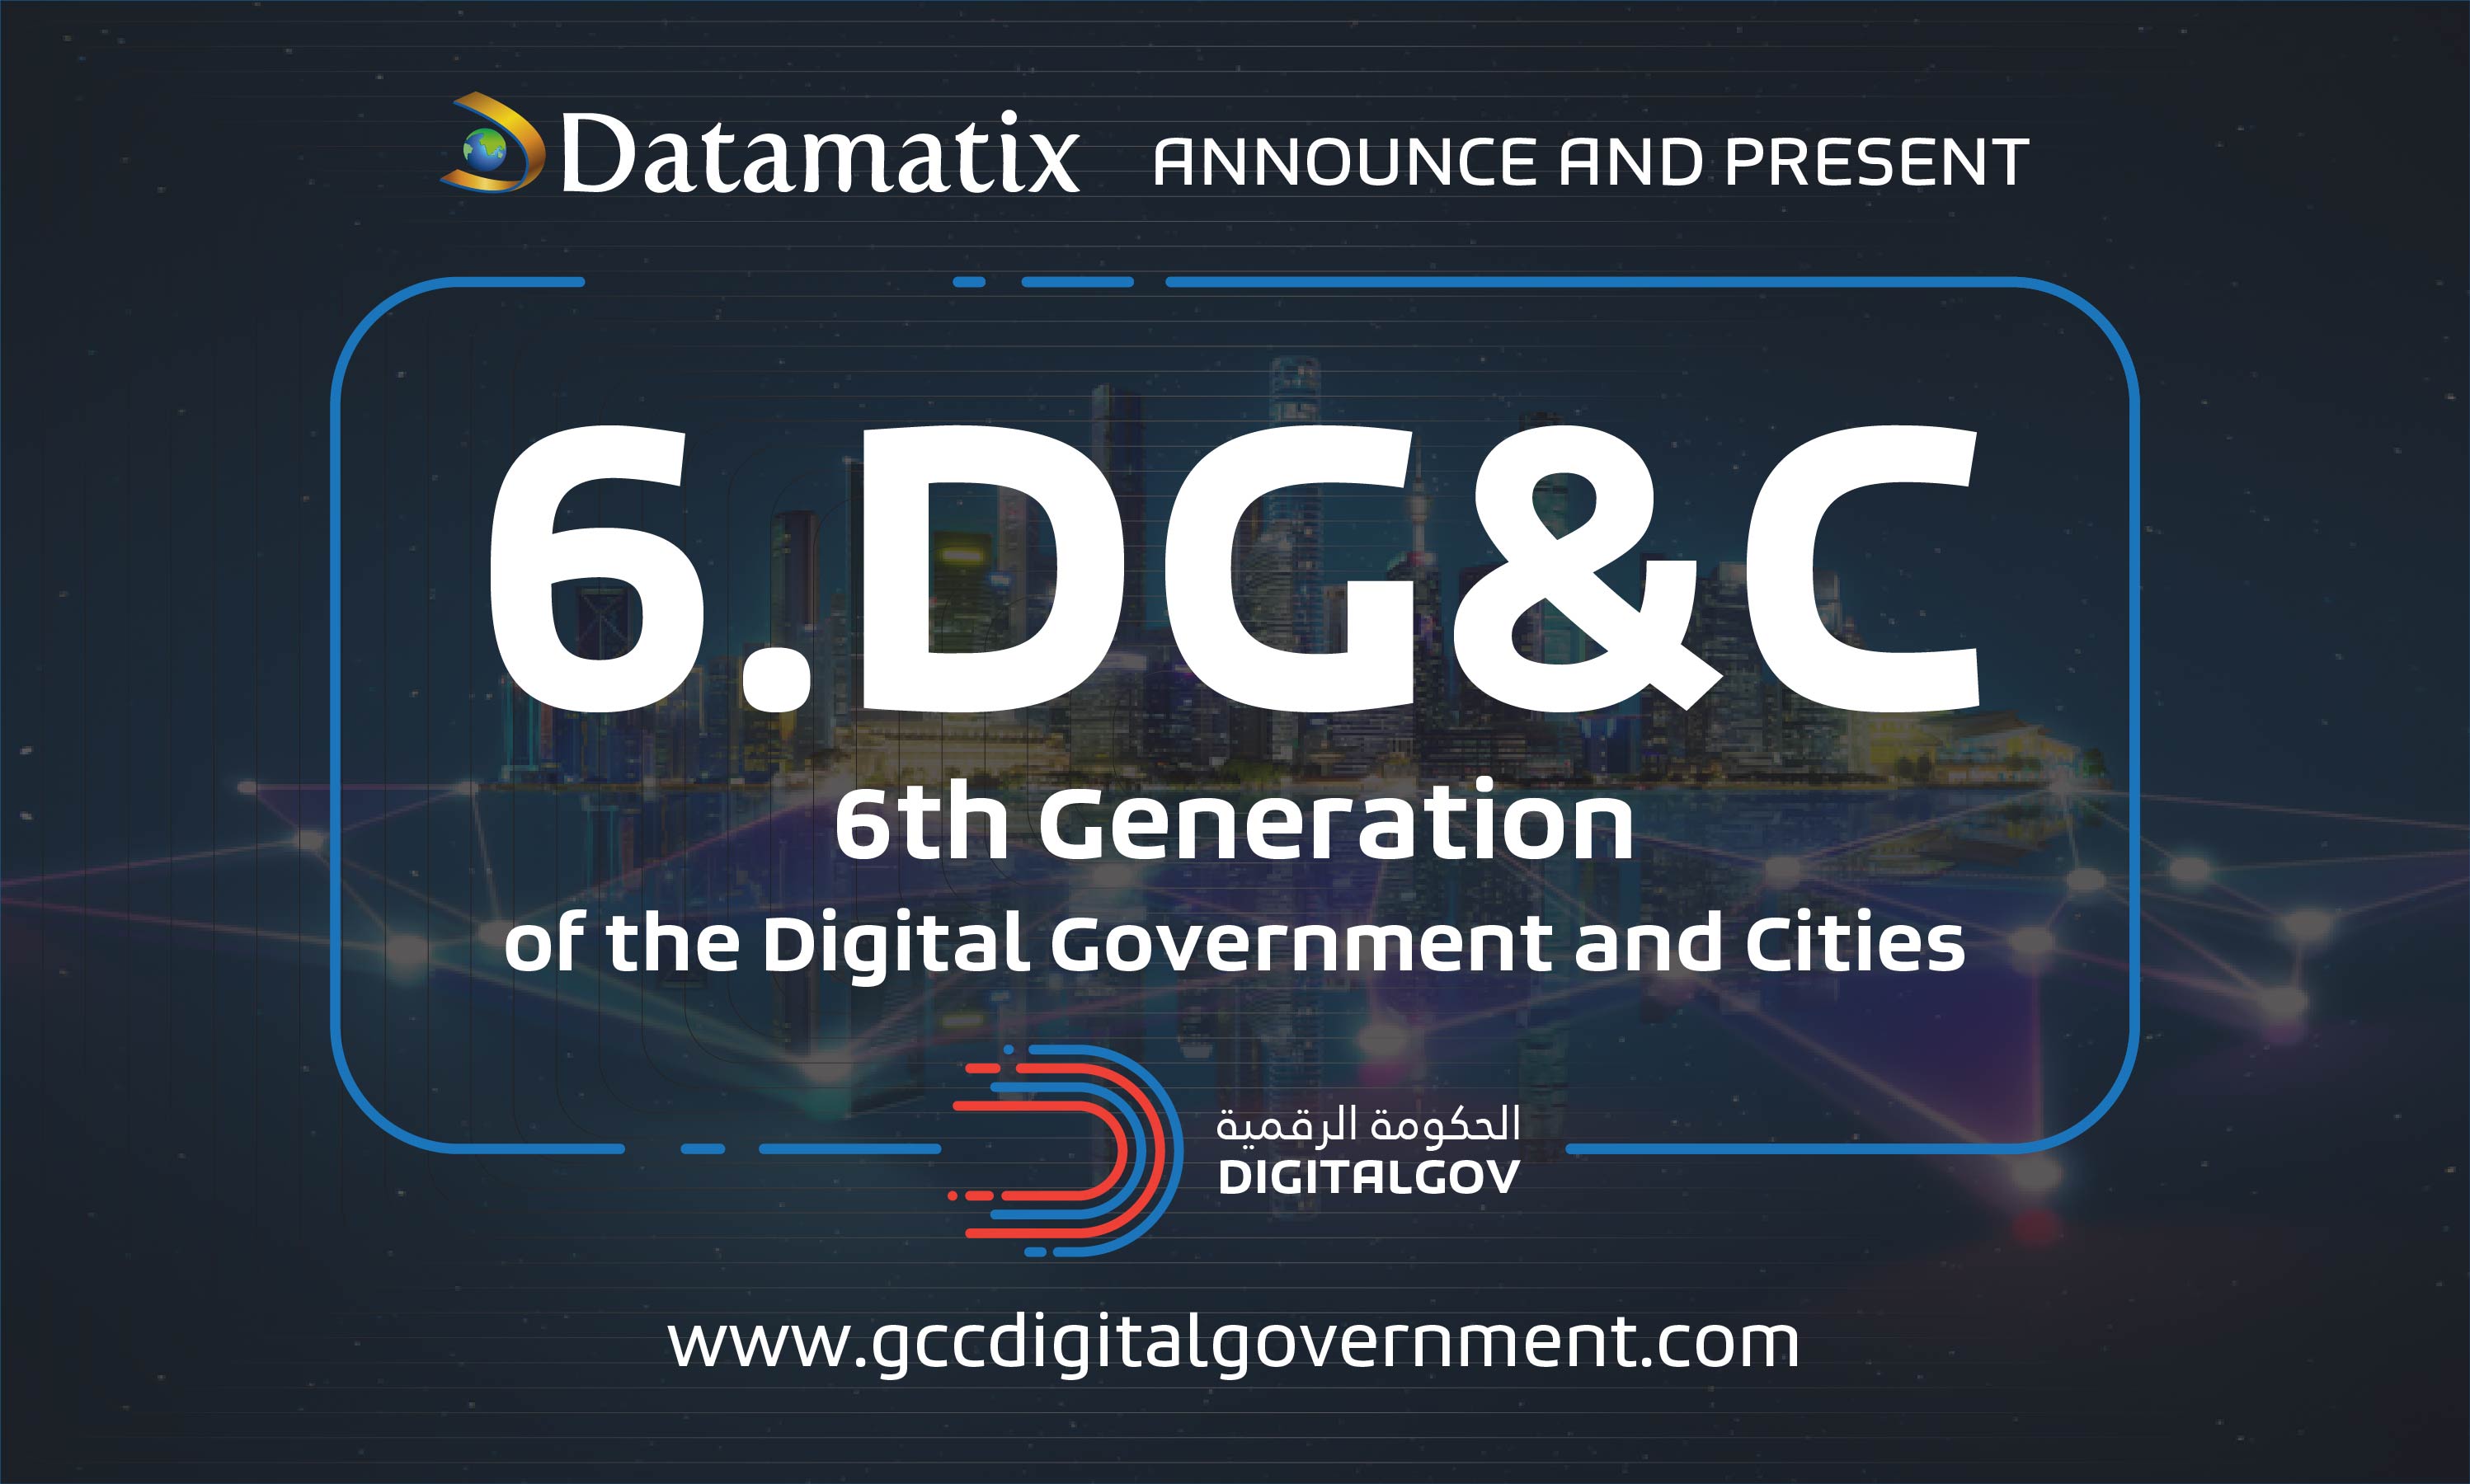 Datamatix ANNOUNCE AND PRESENT
6.DG&C
6th Generation
of the Digital Government and Cities
الحكومة الرقمية
DIGITALGOV
www.gccdigitalgovernment.com